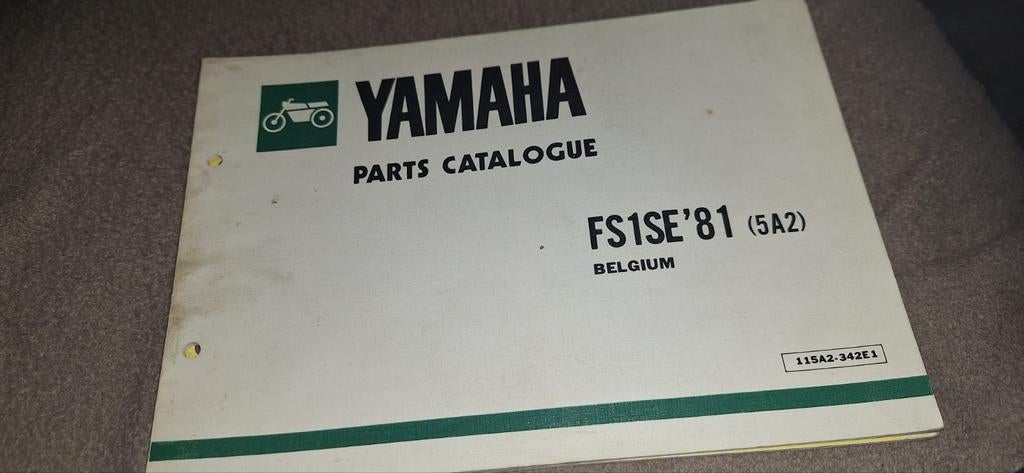 YAMAHA
PARTS CATALOGUE
FS1SE'81 (5A2)
BELGIUM
115A2-342E1